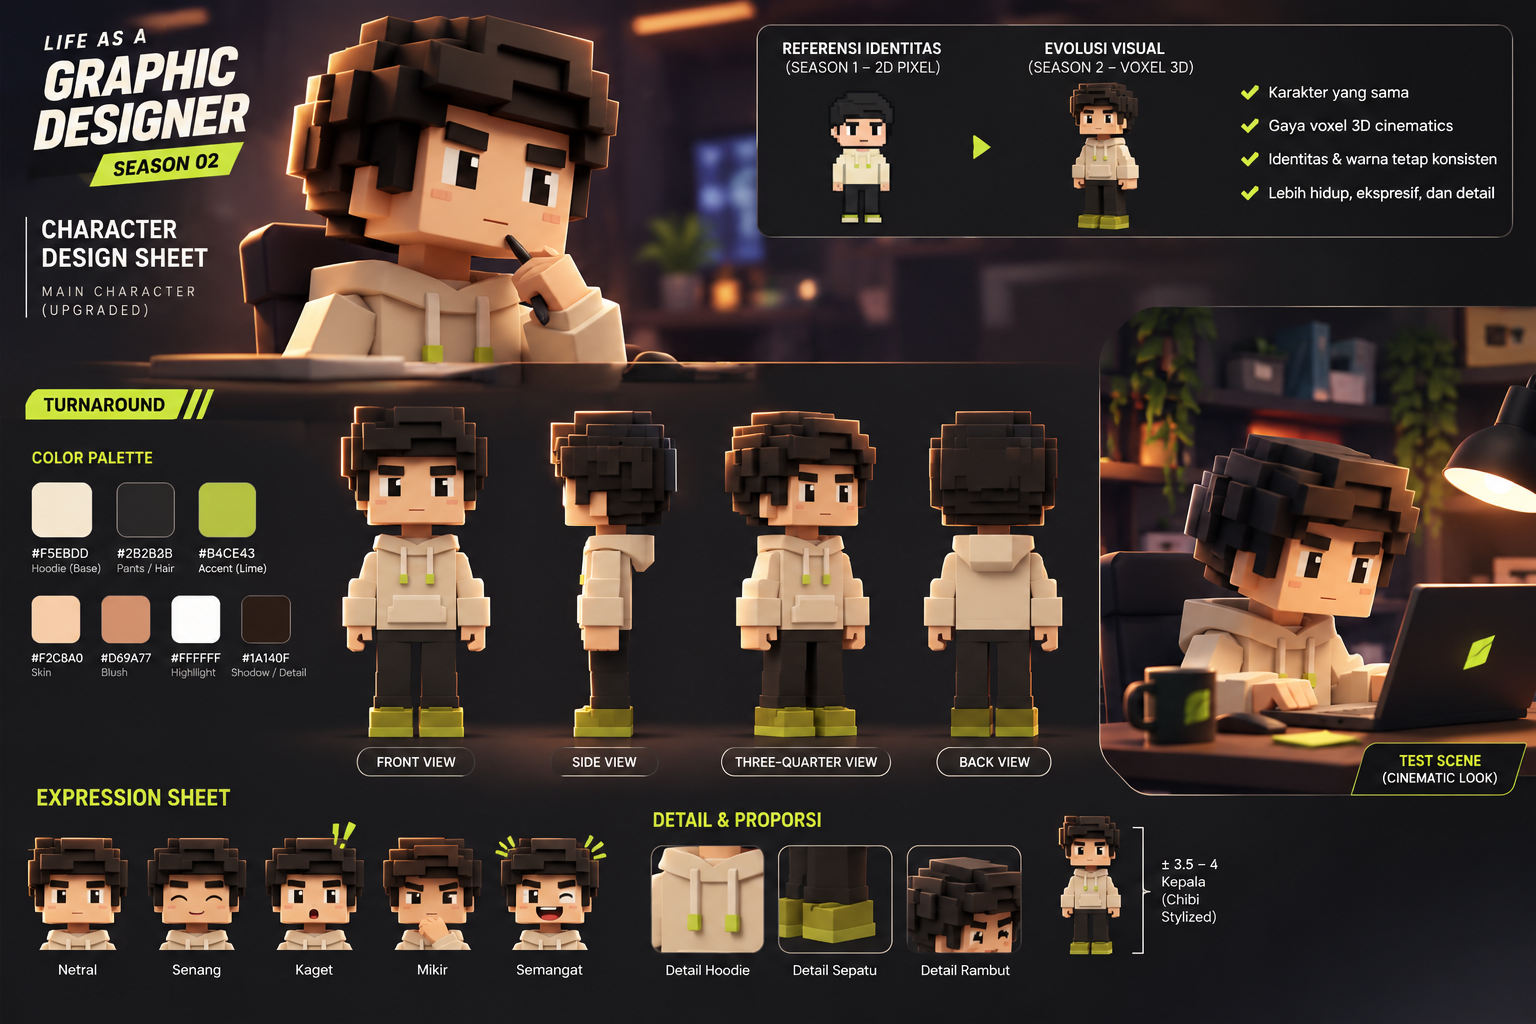 LIFE AS A
GRAPHIC
DESIGNER
SEASON 02
CHARACTER
DESIGN SHEET
MAIN CHARACTER
(UPGRADED)
REFERENSI IDENTITAS
(SEASON 1 – 2D PIXEL)
EVOLUSI VISUAL
(SEASON 2 – VOXEL 3D)
Karakter yang sama
Gaya voxel 3D cinematics
Identitas & warna tetap konsisten
Lebih hidup, ekspresif, dan detail
TURNAROUND
COLOR PALETTE
#F5EBDD
Hoodie (Base)
#2B2B2B
Pants / Hair
#B4CE43
Accent (Lime)
#F2C8A0
Skin
#D69A77
Blush
#FFFFFF
Highllight
#1A140F
Shodow / Detail
FRONT VIEW
SIDE VIEW
THREE-QUARTER VIEW
BACK VIEW
TEST SCENE
(CINEMATIC LOOK)
EXPRESSION SHEET
Netral
Senang
Kaget
Mikir
Semangat
DETAIL & PROPORSI
Detail Hoodie
Detail Sepatu
Detail Rambut
± 3.5 – 4
Kepala
(Chibi
Stylized)